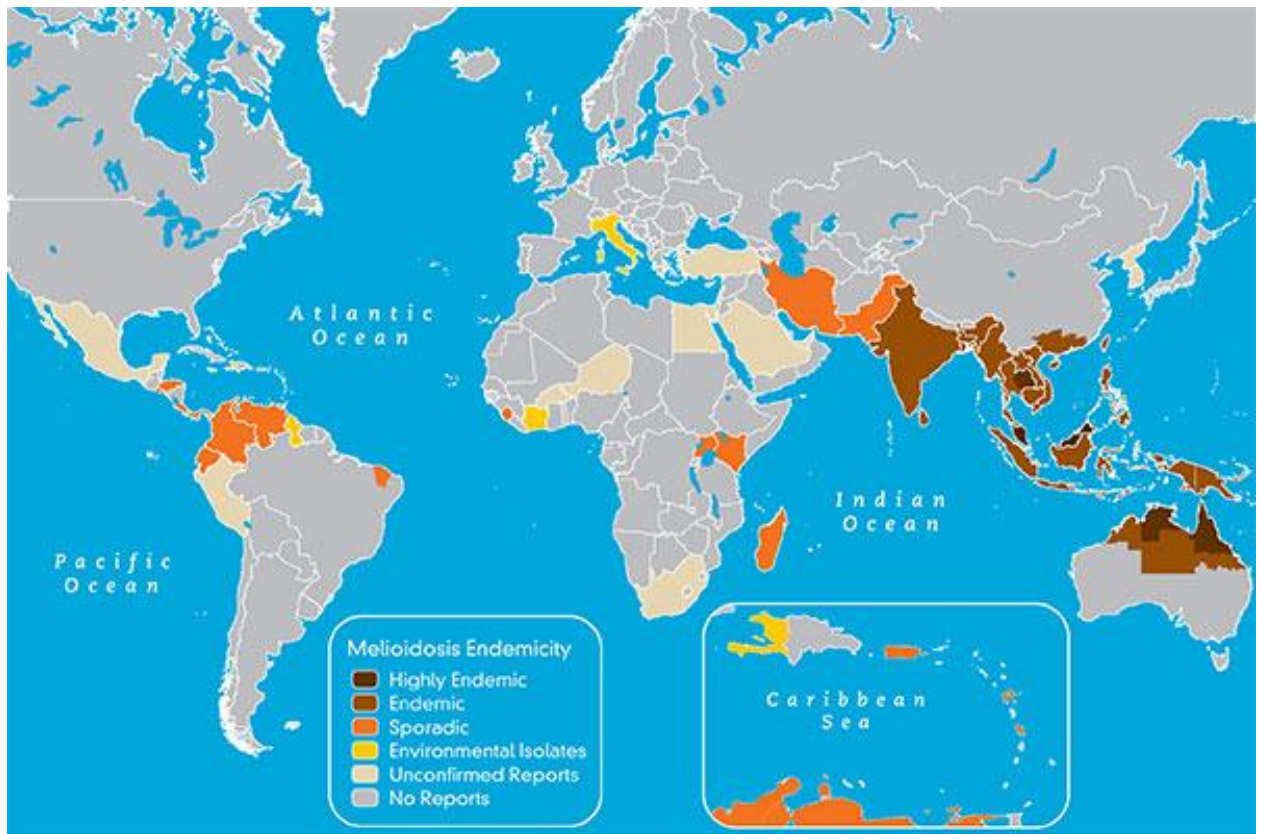 Atlantic
Ocean
Indian
Ocean
Pacific
Ocean
Melioidosis Endemicity
Highly Endemic
Endemic
Sporadic
Environmental Isolates
Unconfirmed Reports
No Reports
Caribbean
Sea